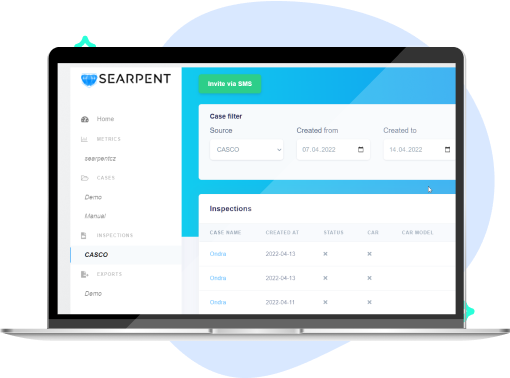 SEARPENT
Invite via SMS
Home
METRICS
searpentcz
CASES
Demo
Manual
INSPECTIONS
CASCO
EXPORTS
Demo
Case filter
Source Created from Created to
CASCO 07.04.2022 14.04.2022
Inspections
CASE NAME CREATED AT STATUS CAR CAR MODEL
Ondra 2022-04-13
Ondra 2022-04-13
Ondra 2022-04-11